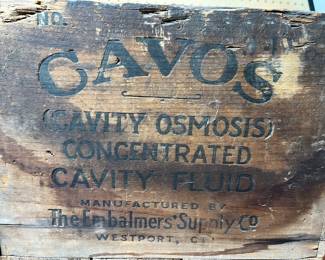 NO.
CAVOS
(CAVITY OSMOSIS)
CONCENTRATED
CAVITY FLUID
MANUFACTURED BY
The Embalmers' Supply Co
WESTPORT, CT.